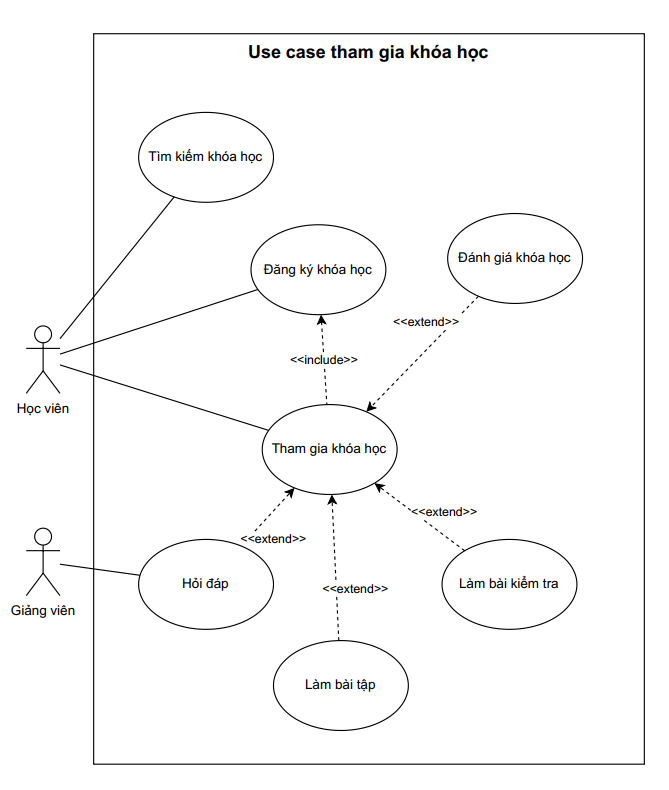 Use case tham gia khóa học
Tìm kiếm khóa học
Đăng ký khóa học
Đánh giá khóa học
<<extend>>
<<include>>
Học viên
Tham gia khóa học
<<extend>>
<<extend>>
Giảng viên
Hỏi đáp
<<extend>>
Làm bài kiểm tra
Làm bài tập